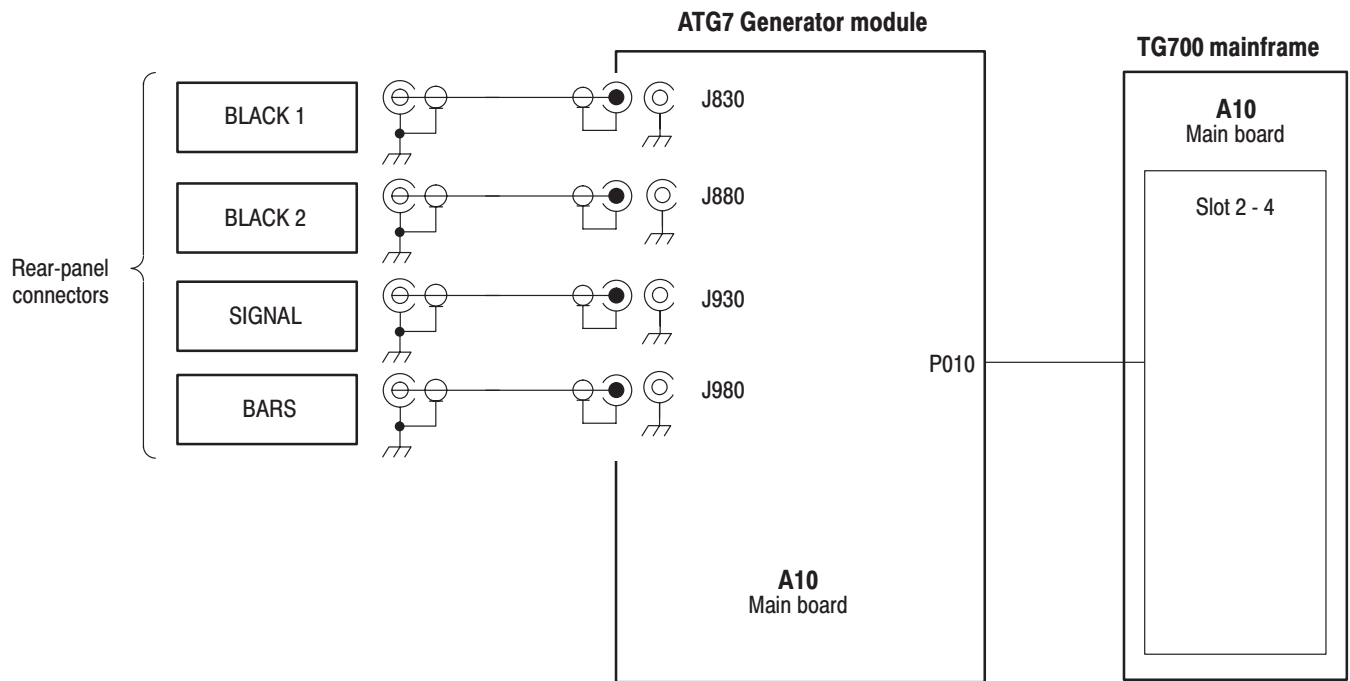 ATG7 Generator module
TG700 mainframe
BLACK 1
J830
A10
Main board
BLACK 2
J880
Slot 2 - 4
Rear-panel
connectors
SIGNAL
J930
P010
BARS
J980
A10
Main board